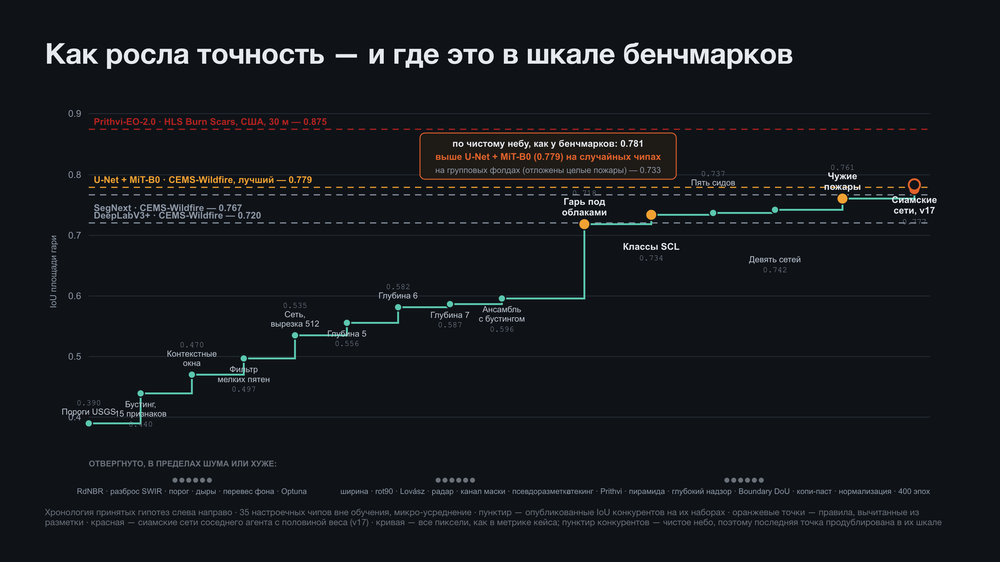 Как росла точность — и где это в шкале бенчмарков
0.9
Prithvi-EO-2.0 · HLS Burn Scars, США, 30 м — 0.875
по чистому небу, как у бенчмарков: 0.781
выше U-Net + MiT-B0 (0.779) на случайных чипах
на групповых фолдах (отложены целые пожары) — 0.733
0.8
U-Net + MiT-B0 · CEMS-Wildfire, лучший — 0.779
0.737
Пять сидов
0.761
Чужие
пожары
0.718
Гарь под
облаками
Сиамские
сети, v17
0.777
SegNext · CEMS-Wildfire — 0.767
DeepLabV3+ · CEMS-Wildfire — 0.720
0.7
IoU площади гари
Классы SCL
0.734
Девять сетей
0.742
0.6
0.582
Глубина 6
0.535
Сеть,
вырезка 512
Глубина 7
0.587
Ансамбль
с бустингом
0.596
Глубина 5
0.556
0.5
0.470
Контекстные
окна
Фильтр
мелких пятен
0.497
0.390
Пороги USGS
Бустинг,
15 признаков
0.440
0.4
ОТВЕРГНУТО, В ПРЕДЕЛАХ ШУМА ИЛИ ХУЖЕ:
RdNBR · разброс SWIR · порог · дыры · перевес фона · Optuna
ширина · rot90 · Lovász · радар · канал маски · псевдоразметка
стекинг · Prithvi · пирамида · глубокий надзор · Boundary DoU · копи-паст · нормализация · 400 эпох
Хронология принятых гипотез слева направо · 35 настроечных чипов вне обучения, микро-усреднение · пунктир — опубликованные IoU конкурентов на их наборах · оранжевые точки — правила, вычитанные из
разметки · красная — сиамские сети соседнего агента с половиной веса (v17) · кривая — все пиксели, как в метрике кейса; пунктир конкурентов — чистое небо, поэтому последняя точка продублирована в их шкале